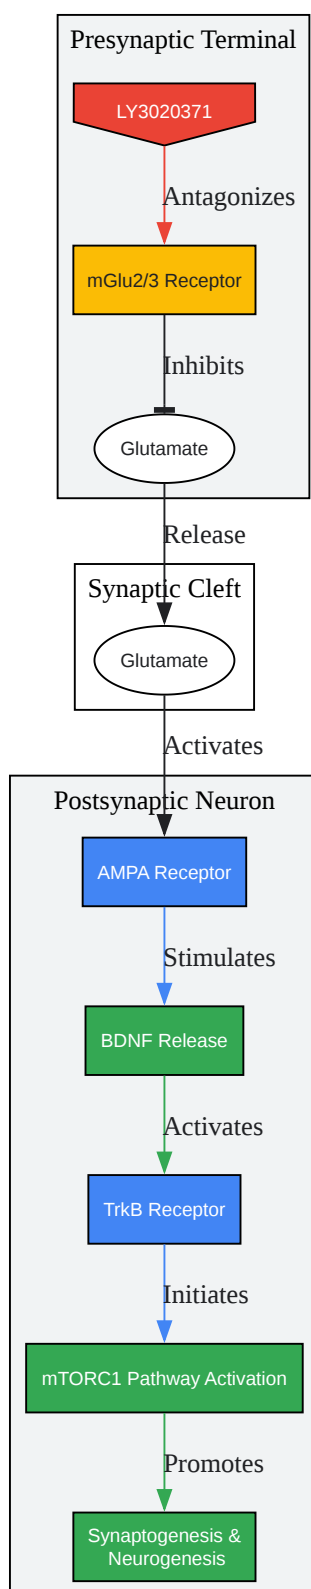 Presynaptic Terminal
LY3020371
Antagonizes
mGlu2/3 Receptor
Inhibits
Glutamate
Release
Synaptic Cleft
Glutamate
Activates
Postsynaptic Neuron
AMPA Receptor
Stimulates
BDNF Release
Activates
TrkB Receptor
Initiates
mTORC1 Pathway Activation
Promotes
Synaptogenesis &
Neurogenesis